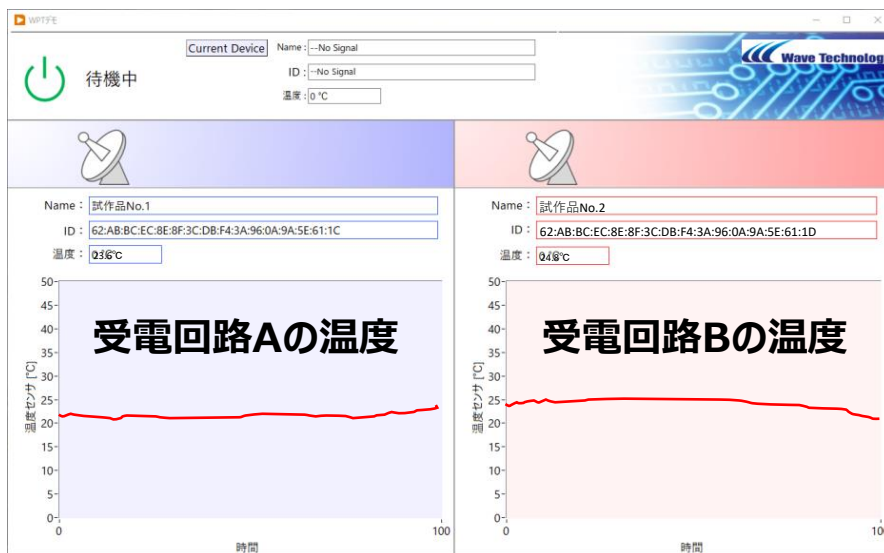 WPTデモ
待機中
Current Device
Name : --No Signal
ID : --No Signal
温度 : 0 °C
Wave Technolog
Name : 試作品No.1
ID : 62:AB:BC:EC:8E:8F:3C:DB:F4:3A:96:0A:9A:5E:61:1C
温度 :
50
45
40
35
30
25
20
15
10
5
0
温度センサ [°C]
受電回路Aの温度
0
100
時間
Name : 試作品No.2
ID : 62:AB:BC:EC:8E:8F:3C:DB:F4:3A:96:0A:9A:5E:61:1D
温度 :
50
45
40
35
30
25
20
15
10
5
0
温度センサ [°C]
受電回路Bの温度
0
10
時間